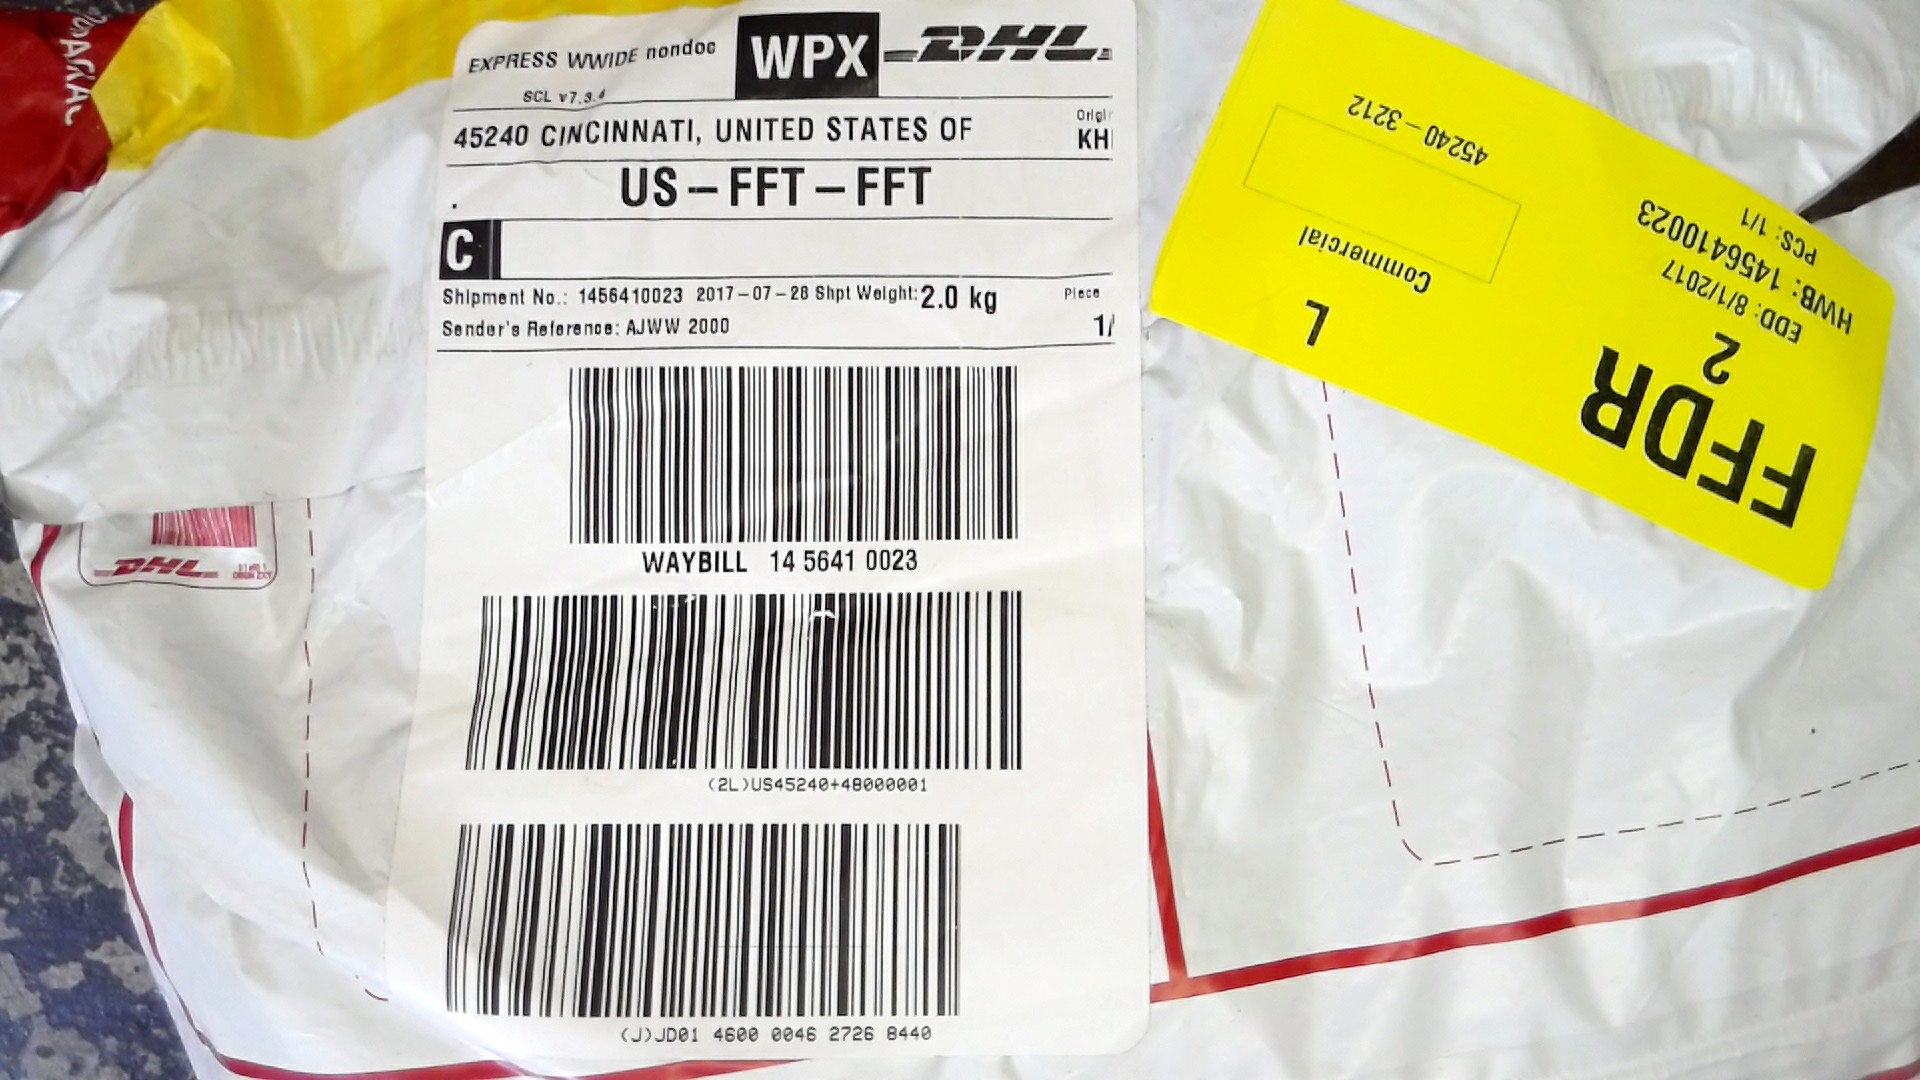 EXPRESS WWIDE nondoc
WPX
DHL
SCL v7.3.4
45240 CINCINNATI, UNITED STATES OF
Origi
KH
US-FFT-FFT
C
Shipment No.: 1456410023 2017-07-28 Shpt Weight: 2.0 kg
Piece
Sender's Reference: AJWW 2000
1/
WAYBILL 14 5641 0023
(2L)US45240+48000001
(J)JD01 4600 0046 2726 8440
FFDR
2
L
EDD: 8/1/2017
HWB: 1456410023
PCS: 1/1
Commercial
45240-3212
DHL